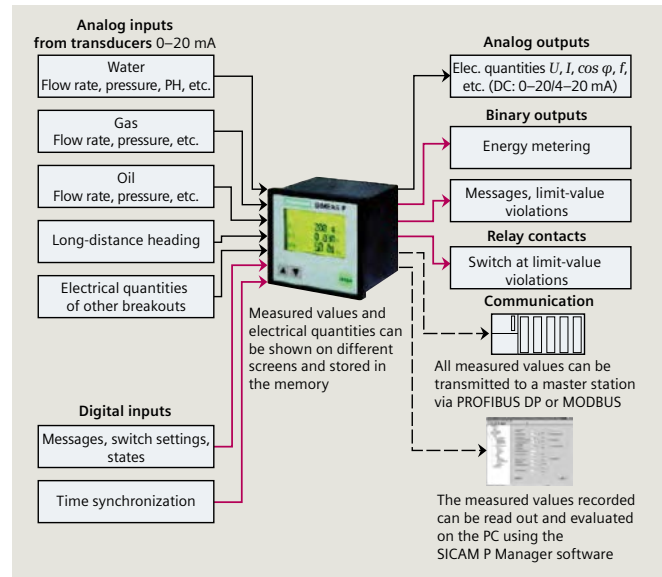 Analog inputs
from transducers 0–20 mA
Water
Flow rate, pressure, PH, etc.
Gas
Flow rate, pressure, etc.
Oil
Flow rate, pressure, etc.
Long-distance heading
Electrical quantities
of other breakouts
Digital inputs
Messages, switch settings,
states
Time synchronization
Measured values and
electrical quantities can
be shown on different
screens and stored in
the memory
Analog outputs
Elec. quantities U, I, cos φ, f,
etc. (DC: 0–20/4–20 mA)
Binary outputs
Energy metering
Messages, limit-value
violations
Relay contacts
Switch at limit-value
violations
Communication
All measured values can be
transmitted to a master station
via PROFIBUS DP or MODBUS
The measured values recorded
can be read out and evaluated
on the PC using the
SICAM P Manager software